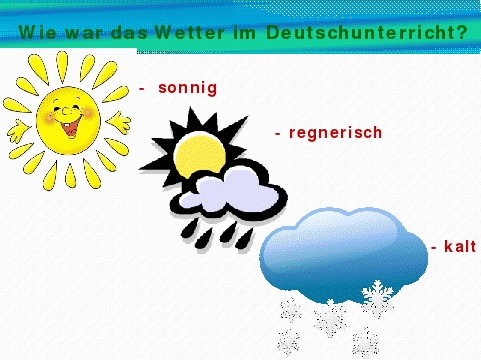 Wie war das Wetter im Deutschunterricht?
- sonnig
- regnerisch
- kalt